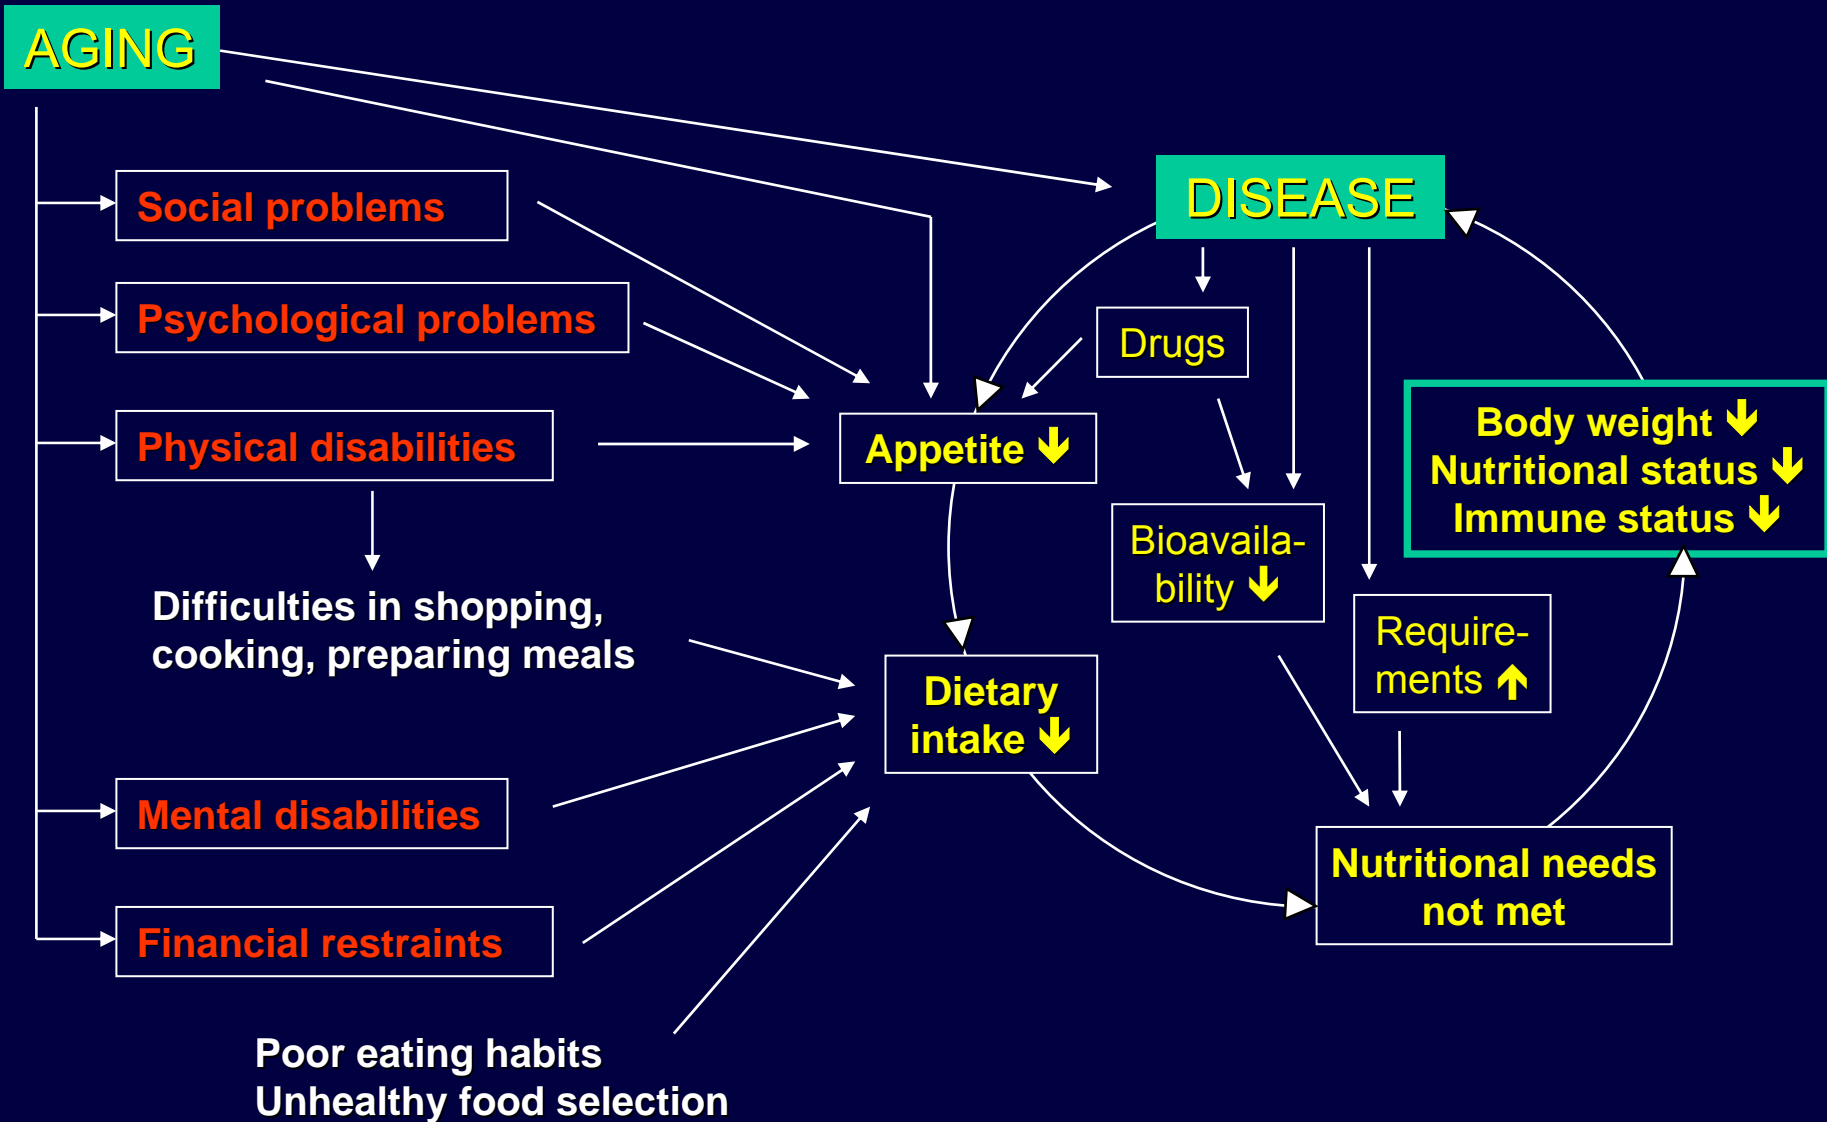 AGING
DISEASE
Social problems
Psychological problems
Drugs
Physical disabilities
Appetite ↓
Body weight ↓
Nutritional status ↓
Immune status ↓
Bioavaila-
bility ↓
Difficulties in shopping,
cooking, preparing meals
Require-
ments ↑
Dietary
intake ↓
Mental disabilities
Nutritional needs
not met
Financial restraints
Poor eating habits
Unhealthy food selection